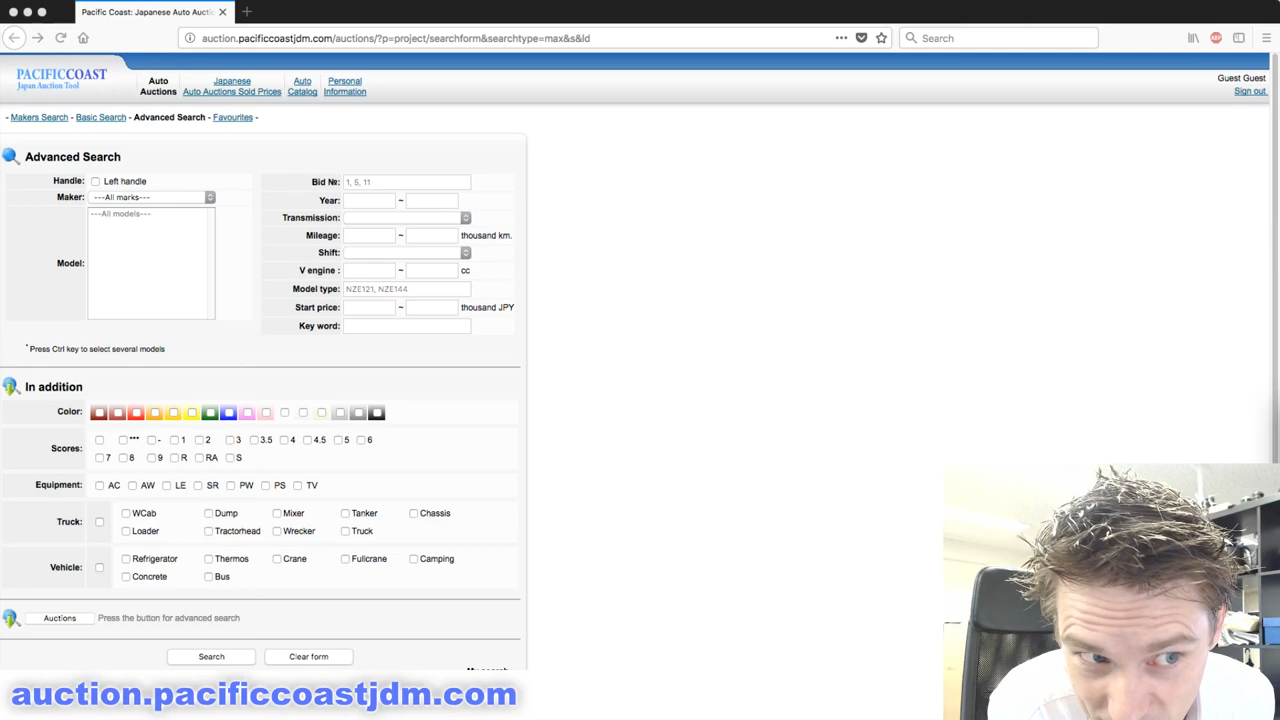 Pacific Coast: Japanese Auto Aucti
auction.pacificcoastjdm.com/auctions/?p=project/searchform&searchtype=max&s&ld
Search
PACIFICCOAST
Japan Auction Tool
Auto Auctions
Japanese Auto Auctions Sold Prices
Auto Catalog
Personal Information
Guest Guest
Sign out
- Makers Search - Basic Search - Advanced Search - Favourites -
Advanced Search
Handle: Left handle
Maker: ---All marks---
---All models---
Model:
* Press Ctrl key to select several models
Bid №: 1, 5, 11
Year: ~
Transmission:
Mileage: ~ thousand km.
Shift:
V engine : ~ cc
Model type: NZE121, NZE144
Start price: ~ thousand JPY
Key word:
In addition
Color:
Scores: *** - 1 2 3 3.5 4 4.5 5 6
7 8 9 R RA S
Equipment: AC AW LE SR PW PS TV
Truck: WCab Dump Mixer Tanker Chassis
Loader Tractorhead Wrecker Truck
Vehicle: Refrigerator Thermos Crane Fullcrane Camping
Concrete Bus
Auctions Press the button for advanced search
Search Clear form
auction.pacificcoastjdm.com